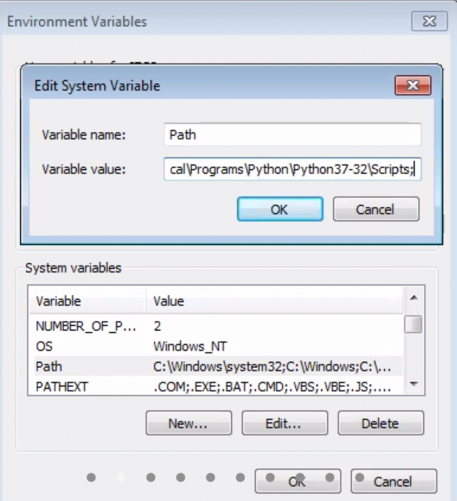 Environment Variables
Edit System Variable
Variable name:
Path
Variable value:
cal\Programs\Python\Python37-32\Scripts;
OK
Cancel
System variables
Variable Value
NUMBER_OF_P... 2
OS Windows_NT
Path C:\Windows\system32;C:\Windows;C:\...
PATHEXT .COM;.EXE;.BAT;.CMD;.VBS;.VBE;.JS;....
New... Edit... Delete
OK Cancel